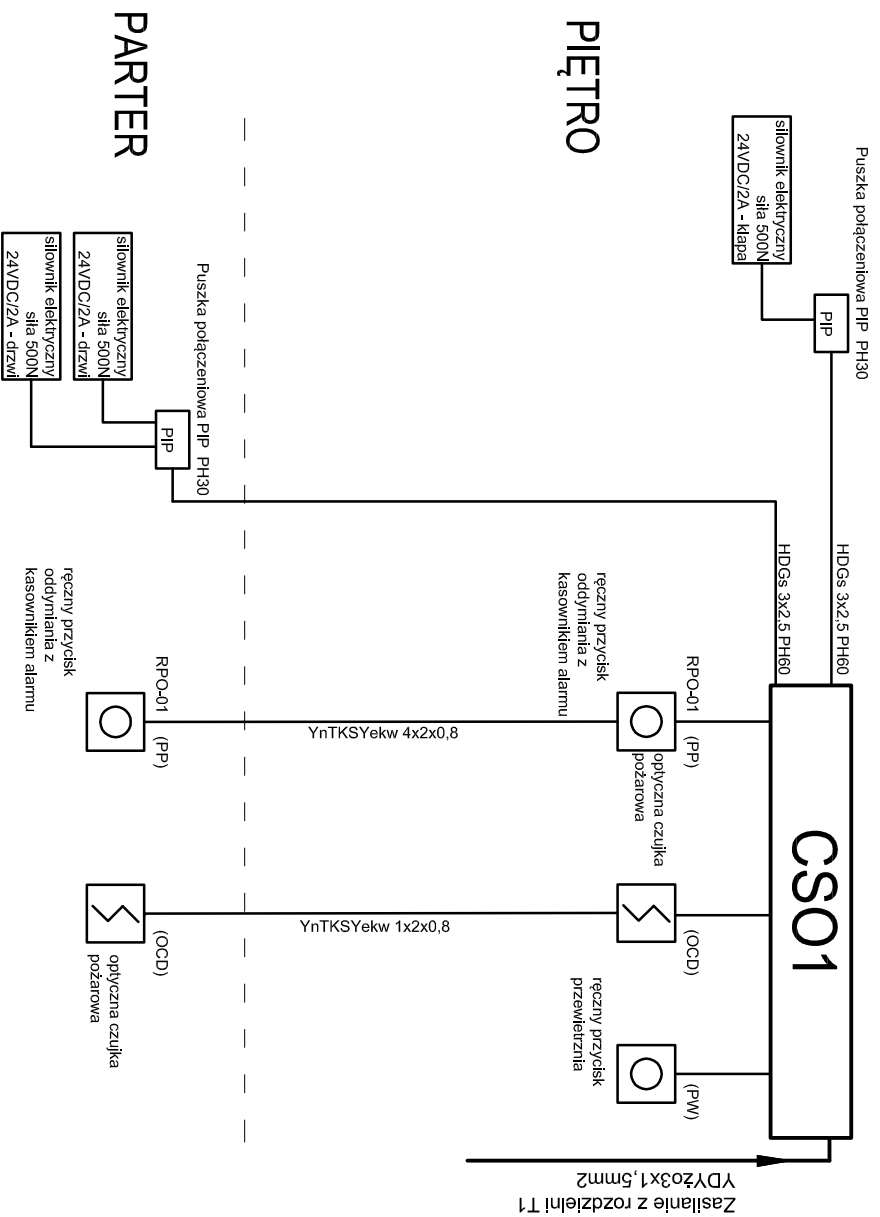 Puszka połączeniowa PIP PH30
PIP
siłownik elektryczny
siła 500N
24VDC/2A - klapa
HDGs 3x2,5 PH60
HDGs 3x2,5 PH60
CSO1
Zasilanie z rozdzielni T1
YDYżo3x1,5mm2
PIĘTRO
RPO-01
(PP)
ręczny przycisk
oddymiania z
kasownikiem alarmu
optyczna czujka
pożarowa
(OCD)
ręczny przycisk
przewietrznia
(PW)
YnTKSYekw 4x2x0,8
YnTKSYekw 1x2x0,8
PARTER
Puszka połączeniowa PIP PH30
PIP
siłownik elektryczny
siła 500N
24VDC/2A - drzwi
siłownik elektryczny
siła 500N
24VDC/2A - drzwi
RPO-01
(PP)
ręczny przycisk
oddymiania z
kasownikiem alarmu
(OCD)
optyczna czujka
pożarowa